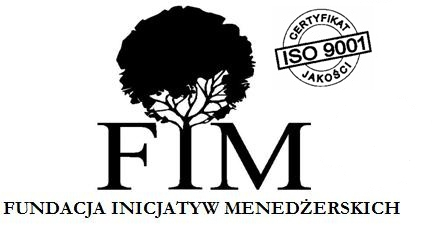 CERTYFIKAT
ISO 9001
JAKOŚCI
FIM
FUNDACJA INICJATYW MENEDŻERSKICH